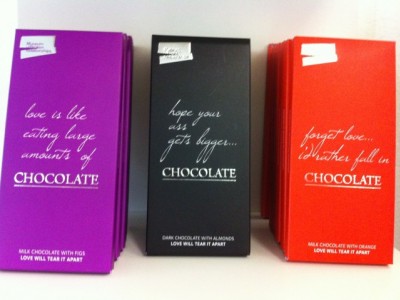 love is like
eating large
amounts of
CHOCOLATE
MILK CHOCOLATE WITH FIGS
LOVE WILL TEAR IT APART
hope your
ass
gets bigger...
CHOCOLATE
DARK CHOCOLATE WITH ALMONDS
LOVE WILL TEAR IT APART
forget love...
i'd rather fall in
CHOCOLATE
MILK CHOCOLATE WITH ORANGE
LOVE WILL TEAR IT APART